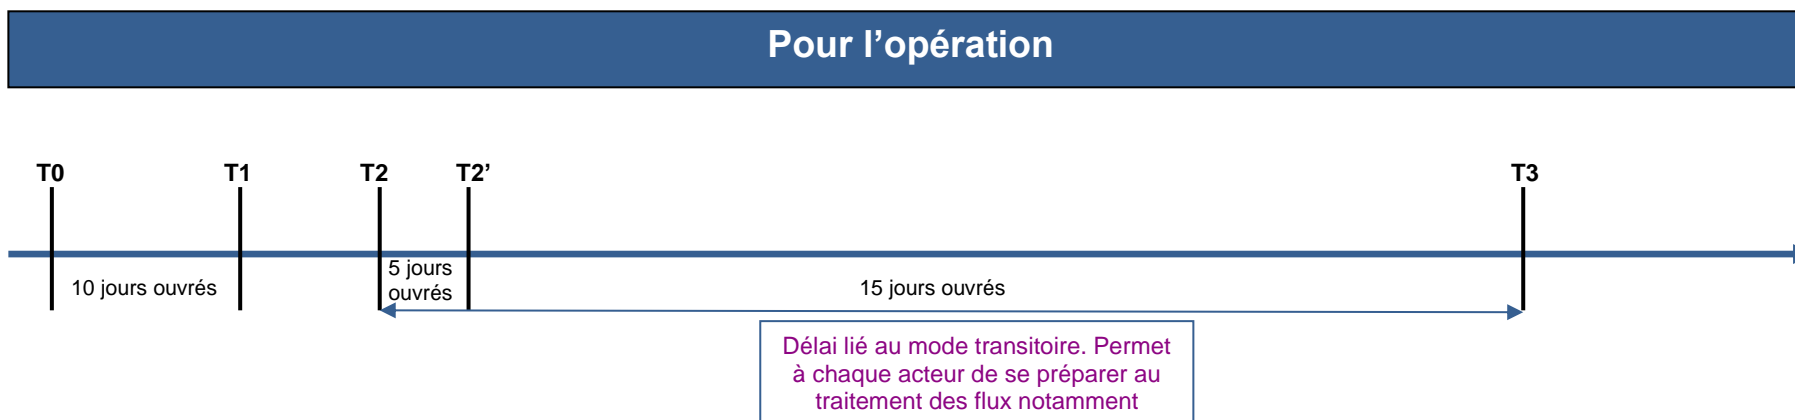 Pour l’opération
T0 T1 T2 T2’ T3
10 jours ouvrés
5 jours
ouvrés
15 jours ouvrés
Délai lié au mode transitoire. Permet
à chaque acteur de se préparer au
traitement des flux notamment